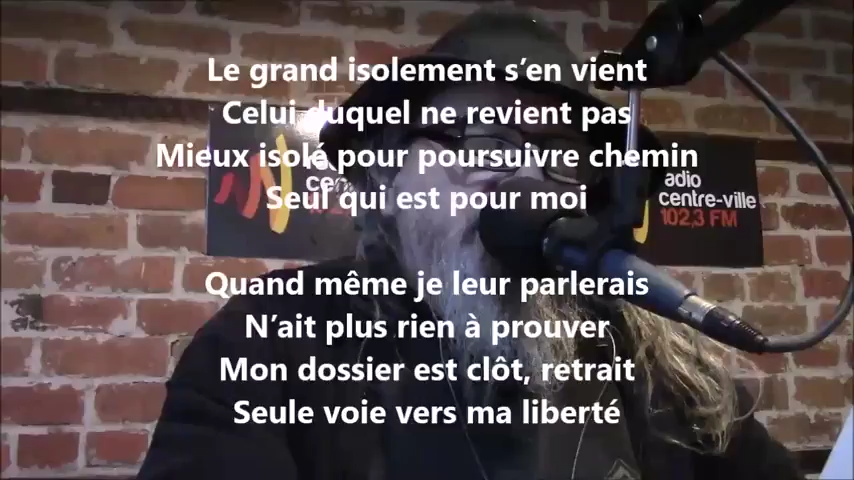 Le grand isolement s’en vient
Celui duquel ne revient pas
Mieux isolé pour poursuivre chemin
Seul qui est pour moi
Quand même je leur parlerais
N’ait plus rien à prouver
Mon dossier est clôt, retrait
Seule voie vers ma liberté
adio
centre-ville
102,3 FM